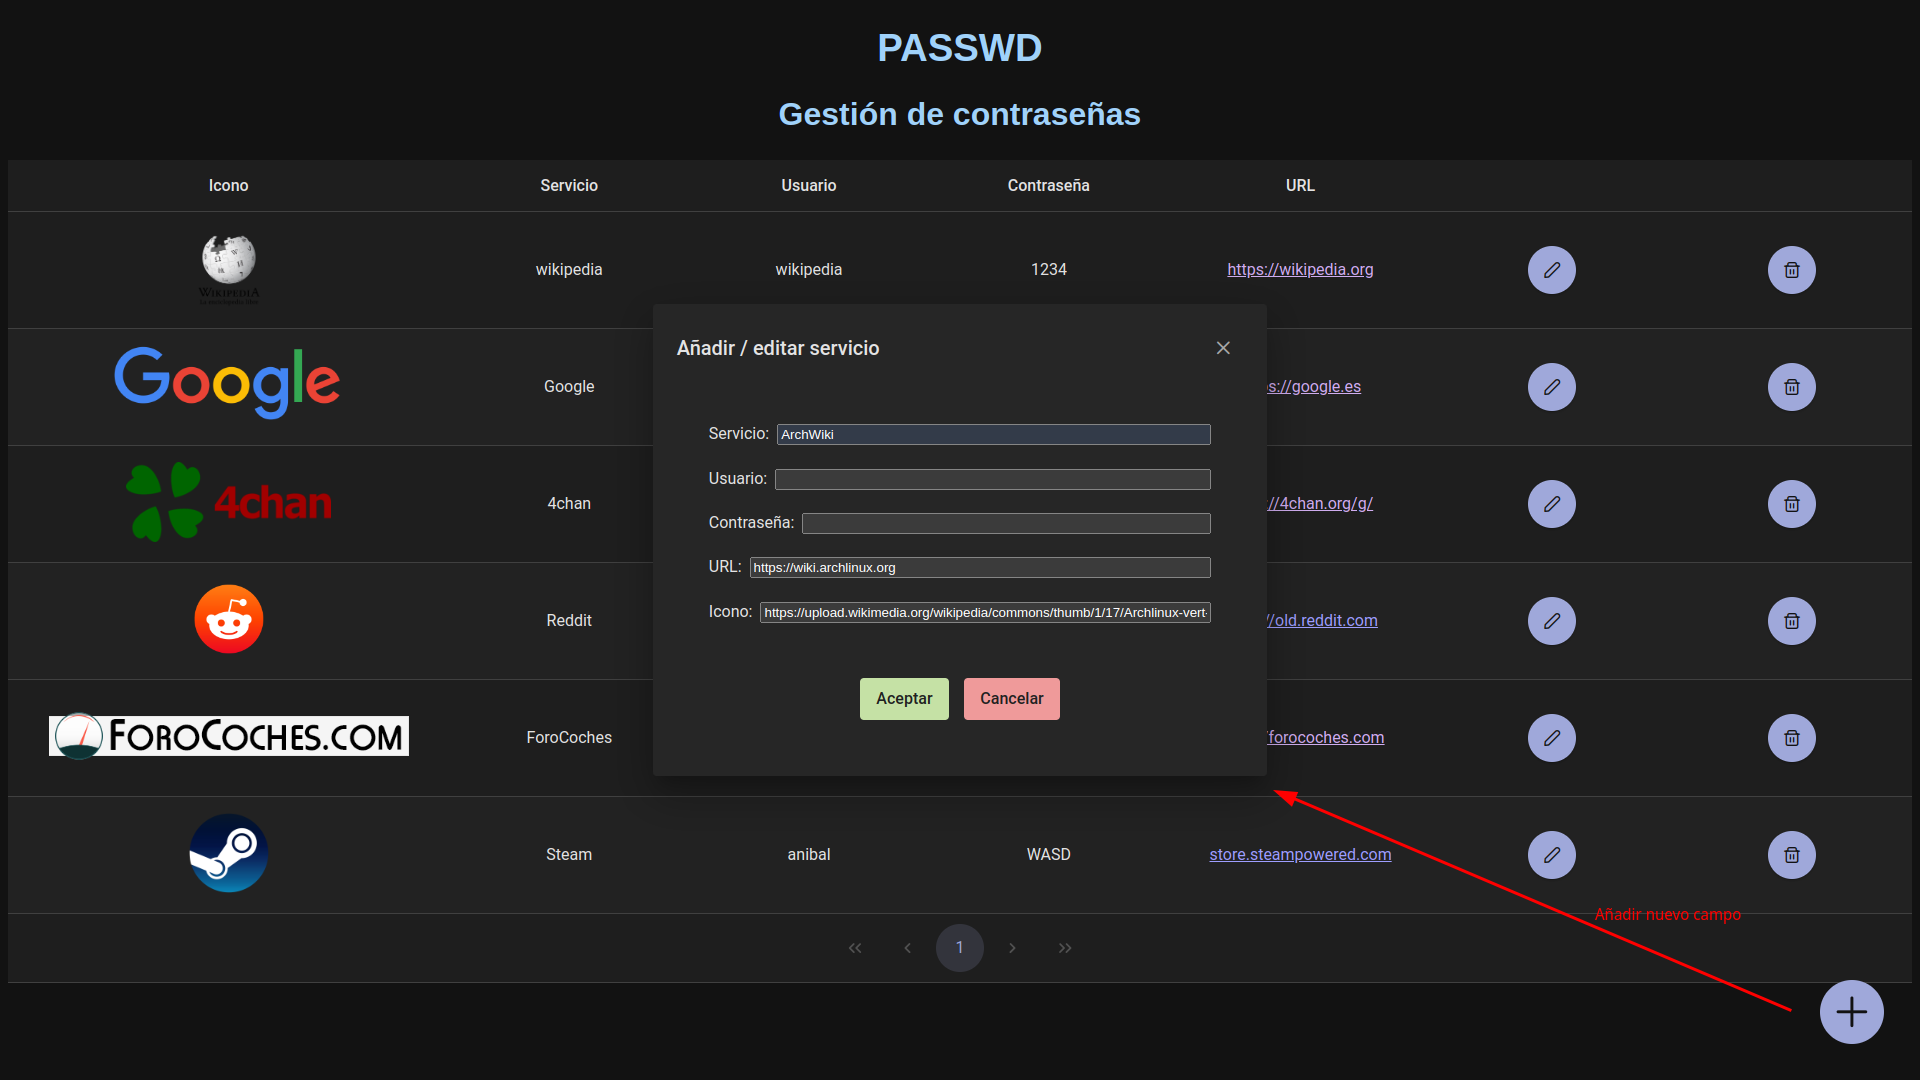 PASSWD
Gestión de contraseñas
Icono Servicio Usuario Contraseña URL
WIKIPEDIA
wikipedia wikipedia 1234 https://wikipedia.org
Google
Google s://google.es
4chan
4chan //4chan.org/g/
Reddit //old.reddit.com
FOROCOCHES.COM
ForoCoches forocoches.com
Steam anibal WASD store.steampowered.com
Añadir / editar servicio
Servicio: ArchWiki
Usuario:
Contraseña:
URL: https://wiki.archlinux.org
Icono: https://upload.wikimedia.org/wikipedia/commons/thumb/1/17/Archlinux-vert-
Aceptar Cancelar
Añadir nuevo campo
« ‹ 1 › »